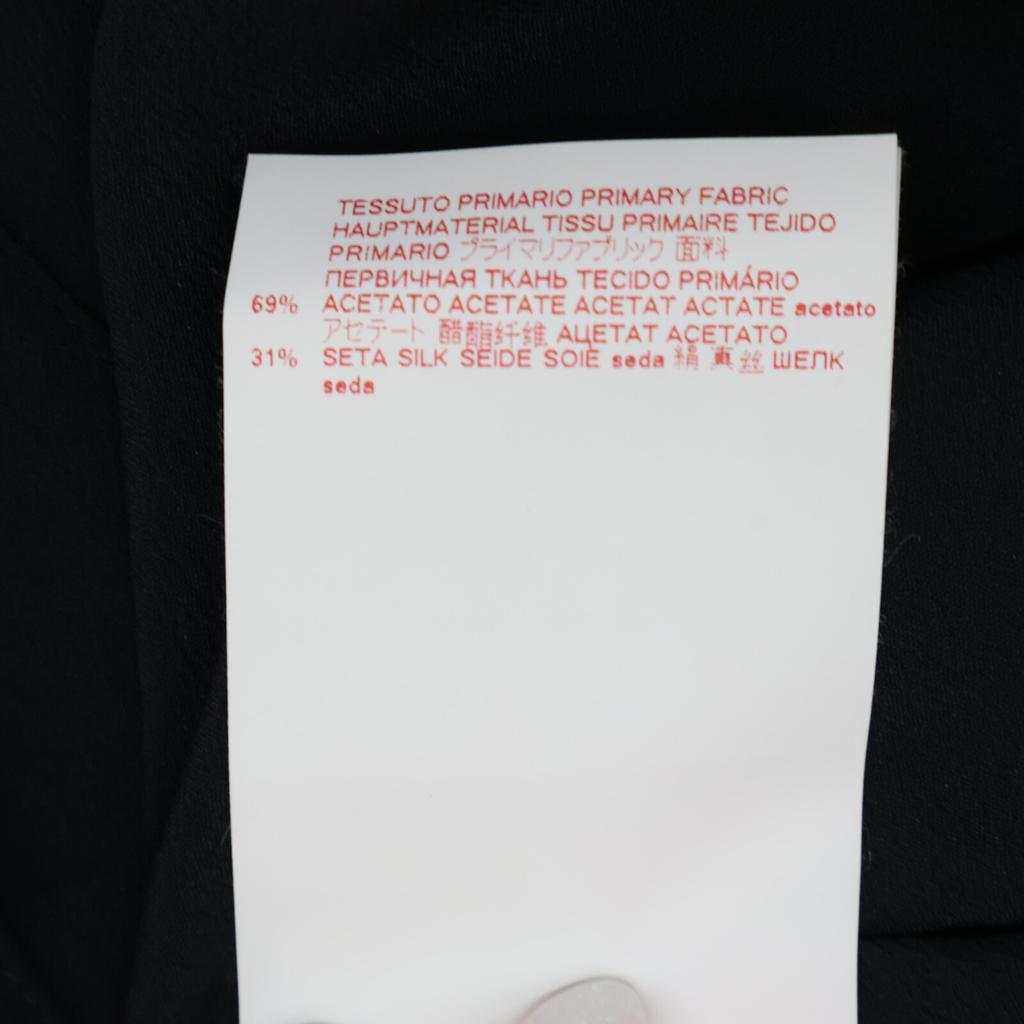 TESSUTO PRIMARIO PRIMARY FABRIC
HAUPTMATERIAL TISSU PRIMAIRE TEJIDO
PRIMARIO プライマリファブリック 面料
ПЕРВИЧНАЯ ТКАНЬ TECIDO PRIMÁRIO
69% ACETATO ACETATE ACETAT ACTATE acetato
アセテート 醋酯纤维 АЦЕТАТ ACETATO
31% SETA SILK SEIDE SOIE seda 絹 真丝 ШЕЛК
seda